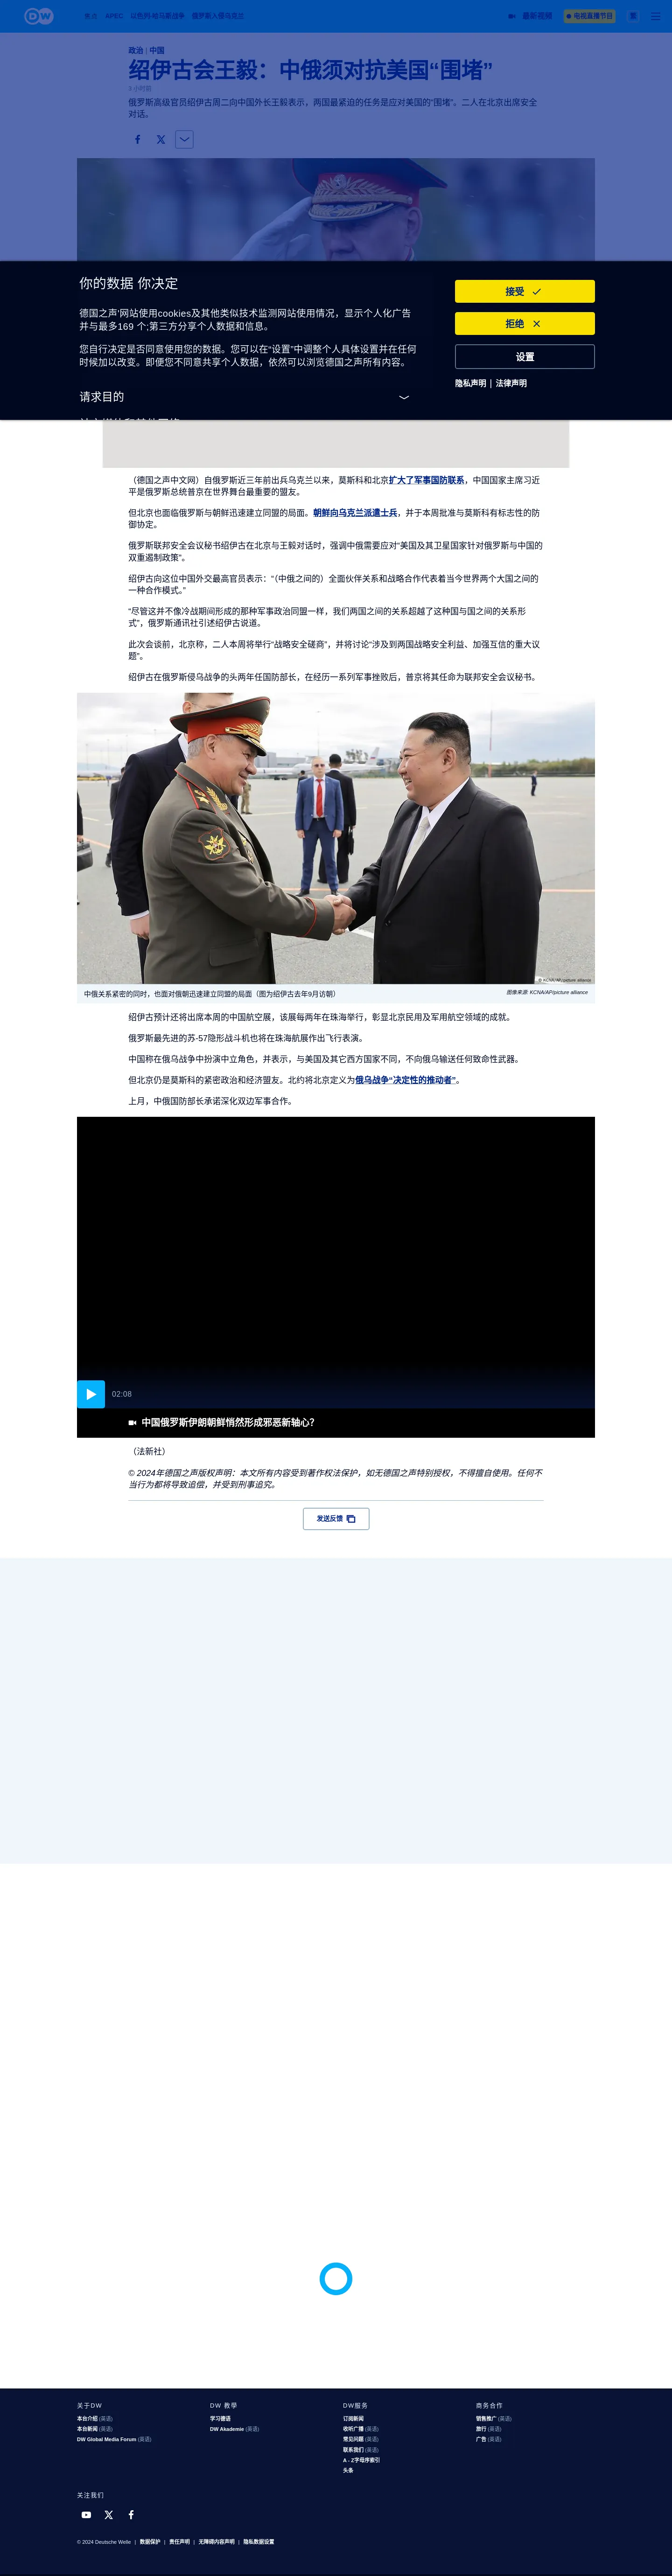 DW
APEC
以色列-哈马斯战争
俄罗斯入侵乌克兰
最新视频
电视直播节目
政治 | 中国
绍伊古会王毅：中俄须对抗美国“围堵”
俄罗斯高级官员绍伊古周二向中国外长王毅表示，两国最紧迫的任务是应对美国的“围堵”。二人在北京出席安全
对话。
你的数据 你决定
德国之声'网站使用cookies及其他类似技术监测网站使用情况，显示个人化广告
并与最多169 个;第三方分享个人数据和信息。
您自行决定是否同意使用您的数据。您可以在“设置”中调整个人具体设置并在任何
时候加以改变。即便您不同意共享个人数据，依然可以浏览德国之声所有内容。
请求目的
接受
拒绝
设置
隐私声明 | 法律声明
（德国之声中文网）自俄罗斯近三年前出兵乌克兰以来，莫斯科和北京扩大了军事国防联系，中国国家主席习近
平是俄罗斯总统普京在世界舞台最重要的盟友。
但北京也面临俄罗斯与朝鲜迅速建立同盟的局面。朝鲜向乌克兰派遣士兵，并于本周批准与莫斯科有标志性的防
御协定。
俄罗斯联邦安全会议秘书绍伊古在北京与王毅对话时，强调中俄需要应对“美国及其卫星国家针对俄罗斯与中国的
双重遏制政策”。
绍伊古向这位中国外交最高官员表示：“（中俄之间的）全面伙伴关系和战略合作代表着当今世界两个大国之间的
一种合作模式。”
“尽管这并不像冷战期间形成的那种军事政治同盟一样，我们两国之间的关系超越了这种国与国之间的关系形
式”，俄罗斯通讯社引述绍伊古说道。
此次会谈前，北京称，二人本周将举行“战略安全磋商”，并将讨论“涉及到两国战略安全利益、加强互信的重大议
题”。
绍伊古在俄罗斯侵乌战争的头两年任国防部长，在经历一系列军事挫败后，普京将其任命为联邦安全会议秘书。
© KCNA/AP/picture alliance
中俄关系紧密的同时，也面对俄朝迅速建立同盟的局面（图为绍伊古去年9月访朝）
图像来源: KCNA/AP/picture alliance
绍伊古预计还将出席本周的中国航空展，该展每两年在珠海举行，彰显北京民用及军用航空领域的成就。
俄罗斯最先进的苏-57隐形战斗机也将在珠海航展作出飞行表演。
中国称在俄乌战争中扮演中立角色，并表示，与美国及其它西方国家不同，不向俄乌输送任何致命性武器。
但北京仍是莫斯科的紧密政治和经济盟友。北约将北京定义为俄乌战争“决定性的推动者”。
上月，中俄国防部长承诺深化双边军事合作。
02:08
中国俄罗斯伊朗朝鲜悄然形成邪恶新轴心？
（法新社）
© 2024年德国之声版权声明：本文所有内容受到著作权法保护，如无德国之声特别授权，不得擅自使用。任何不
当行为都将导致追偿，并受到刑事追究。
发送反馈
关于DW
本台介绍 (英语)
本台新闻 (英语)
DW Global Media Forum (英语)
DW 教學
学习德语
DW Akademie (英语)
DW服务
订阅新闻
收听广播 (英语)
常见问题 (英语)
联系我们 (英语)
A - Z字母序索引
头条
商务合作
销售推广 (英语)
旅行 (英语)
广告 (英语)
关注我们
© 2024 Deutsche Welle | 数据保护 | 责任声明 | 无障碍内容声明 | 隐私数据设置